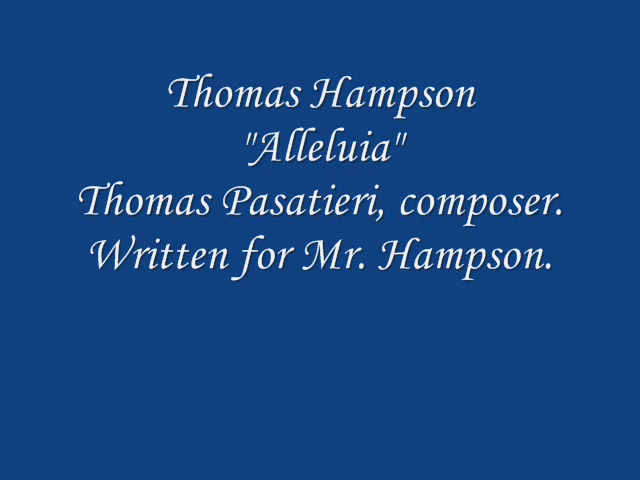 Thomas Hampson
"Alleluia"
Thomas Pasatieri, composer.
Written for Mr. Hampson.